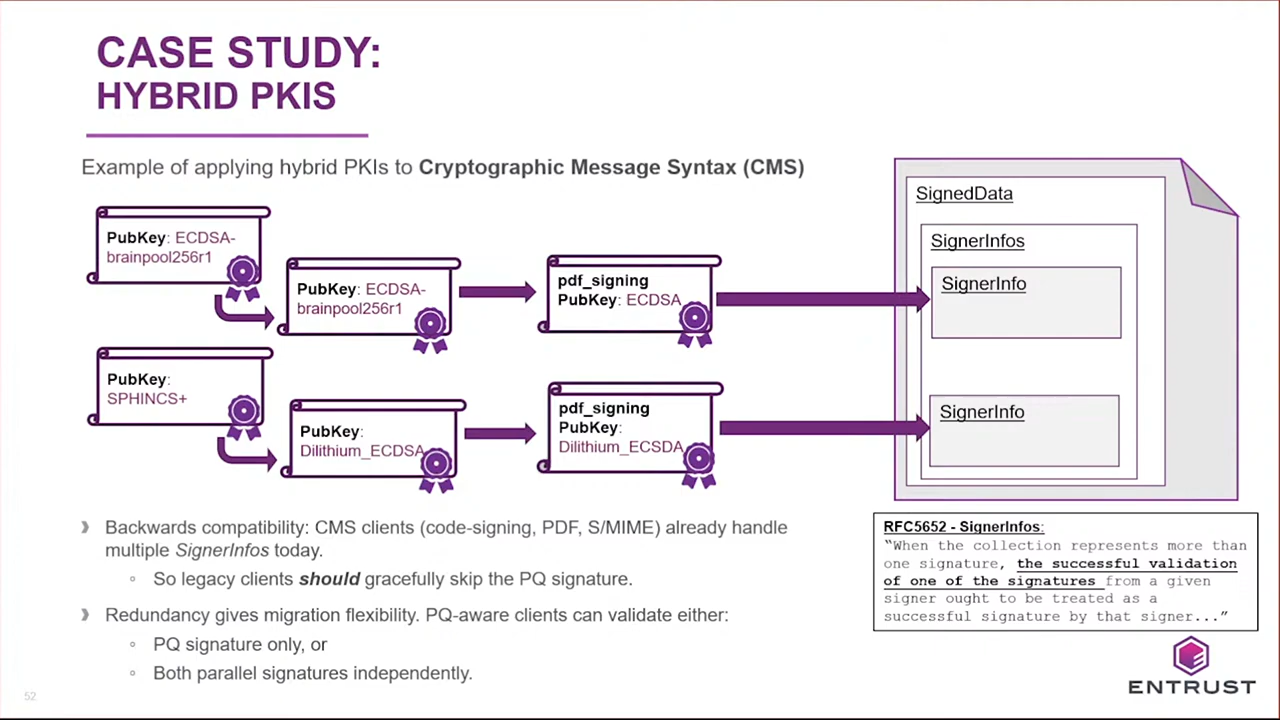 CASE STUDY:
HYBRID PKIS
Example of applying hybrid PKIs to Cryptographic Message Syntax (CMS)
PubKey: ECDSA-
brainpool256r1
PubKey: ECDSA-
brainpool256r1
pdf_signing
PubKey: ECDSA
PubKey:
SPHINCS+
PubKey:
Dilithium_ECDSA
pdf_signing
PubKey:
Dilithium_ECSDA
SignedData
SignerInfos
SignerInfo
SignerInfo
Backwards compatibility: CMS clients (code-signing, PDF, S/MIME) already handle
multiple SignerInfos today.
So legacy clients should gracefully skip the PQ signature.
Redundancy gives migration flexibility. PQ-aware clients can validate either:
PQ signature only, or
Both parallel signatures independently.
RFC5652 - SignerInfos:
“When the collection represents more than
one signature, the successful validation
of one of the signatures from a given
signer ought to be treated as a
successful signature by that signer...”
ENTRUST
52